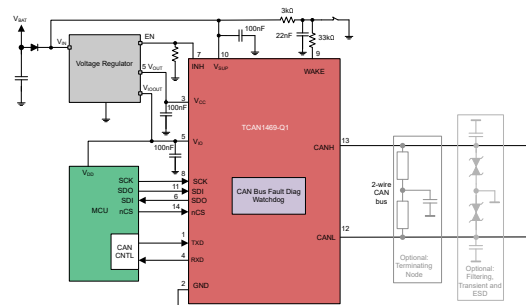 VBAT
3kΩ
VIN
EN
100nF
22nF
33kΩ
Voltage Regulator
5 VOUT
7
10
9
INH
VSUP
WAKE
VIOOUT
3
VCC
100nF
TCAN1469-Q1
13
5
VIO
CANH
100nF
VDD
8
SCK
SCK
11
SDO
SDI
CAN Bus Fault Diag
Watchdog
2-wire
CAN
bus
6
SDI
SDO
MCU
14
nCS
nCS
12
CANL
1
CAN
CNTL
TXD
4
RXD
2
GND
Optional:
Terminating
Node
Optional:
Filtering,
Transient and
ESD